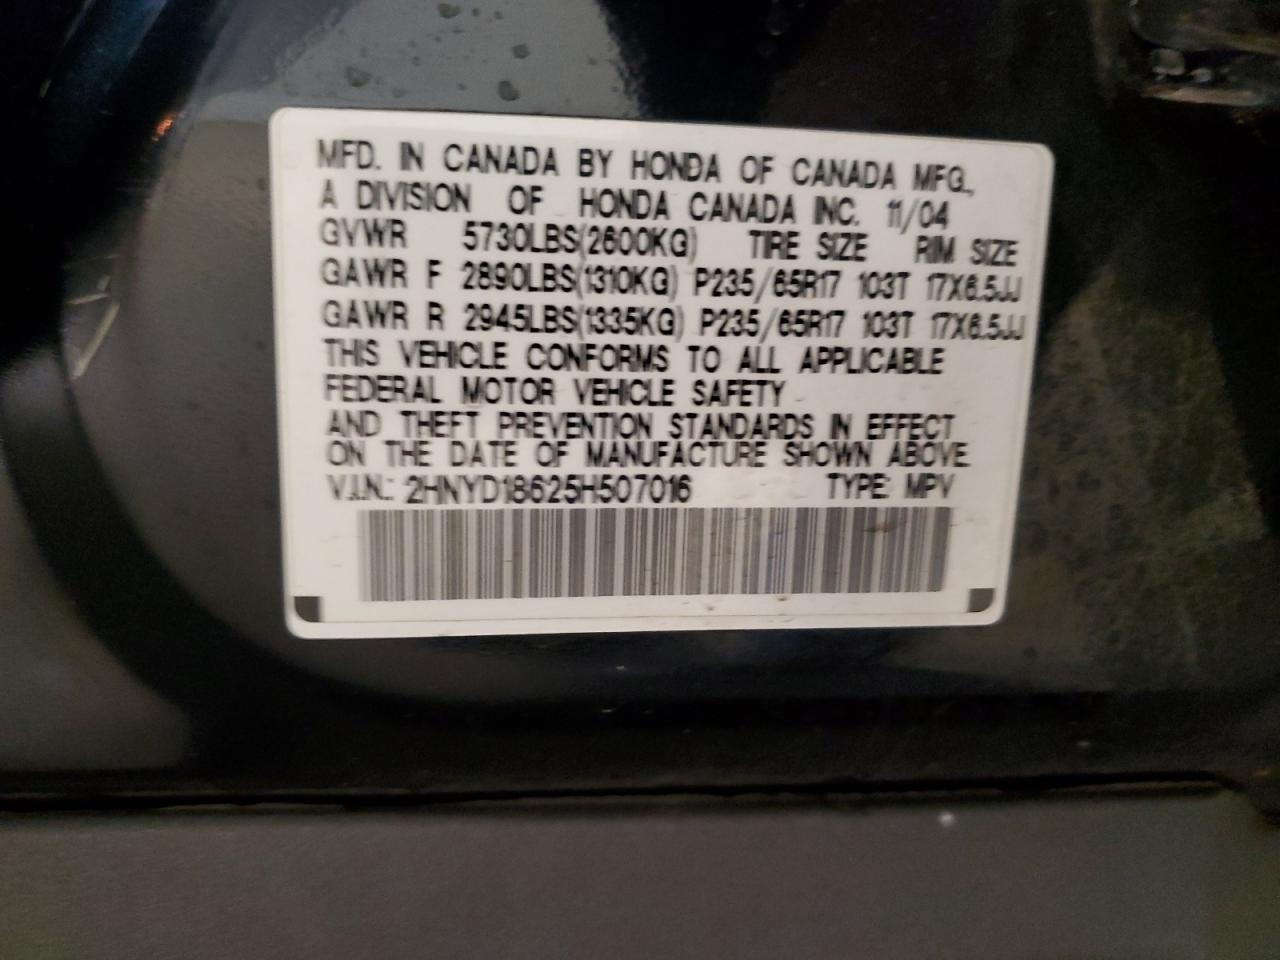 MFD. IN CANADA BY HONDA OF CANADA MFG.,
A DIVISION OF HONDA CANADA INC. 11/04
GVWR 5730LBS(2600KG) TIRE SIZE RIM SIZE
GAWR F 2890LBS(1310KG) P235/65R17 103T 17X6.5JJ
GAWR R 2945LBS(1335KG) P235/65R17 103T 17X6.5JJ
THIS VEHICLE CONFORMS TO ALL APPLICABLE
FEDERAL MOTOR VEHICLE SAFETY
AND THEFT PREVENTION STANDARDS IN EFFECT
ON THE DATE OF MANUFACTURE SHOWN ABOVE.
V.I.N.: 2HNYD18625H507016 TYPE: MPV